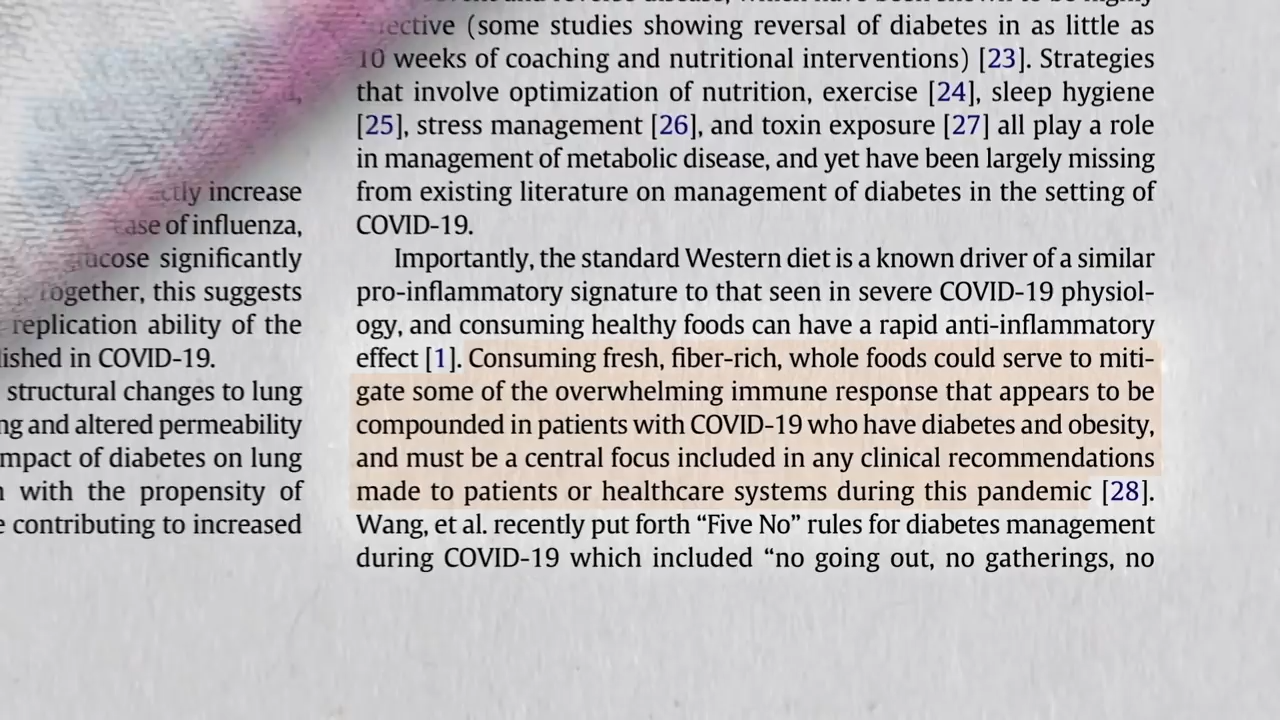 increase
of influenza,
significantly
this suggests
replication ability of the
in COVID-19.
structural changes to lung
and altered permeability
of diabetes on lung
with the propensity of
contributing to increased
(some studies showing reversal of diabetes in as little as
10 weeks of coaching and nutritional interventions) [23]. Strategies
that involve optimization of nutrition, exercise [24], sleep hygiene
[25], stress management [26], and toxin exposure [27] all play a role
in management of metabolic disease, and yet have been largely missing
from existing literature on management of diabetes in the setting of
COVID-19.
Importantly, the standard Western diet is a known driver of a similar
pro-inflammatory signature to that seen in severe COVID-19 physiol-
ogy, and consuming healthy foods can have a rapid anti-inflammatory
effect [1]. Consuming fresh, fiber-rich, whole foods could serve to miti-
gate some of the overwhelming immune response that appears to be
compounded in patients with COVID-19 who have diabetes and obesity,
and must be a central focus included in any clinical recommendations
made to patients or healthcare systems during this pandemic [28].
Wang, et al. recently put forth “Five No” rules for diabetes management
during COVID-19 which included “no going out, no gatherings, no